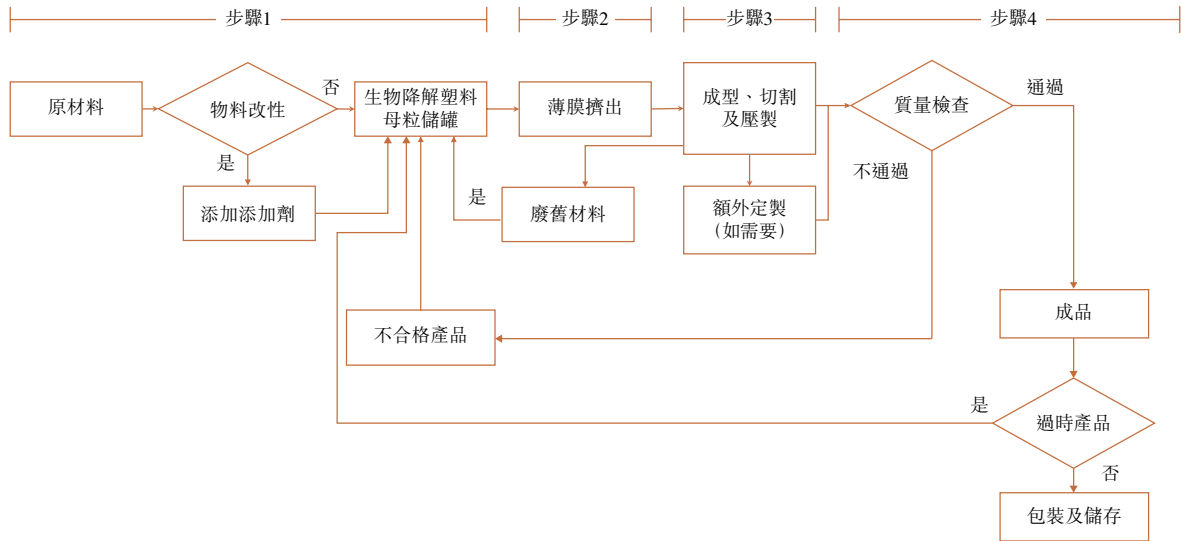 步驟1
步驟2
步驟3
步驟4
原材料
物料改性
否
是
添加添加劑
生物降解塑料
母粒儲罐
薄膜擠出
是
廢舊材料
成型、切割
及壓製
額外定製
（如需要）
質量檢查
通過
不通過
不合格產品
成品
過時產品
是
否
包裝及儲存